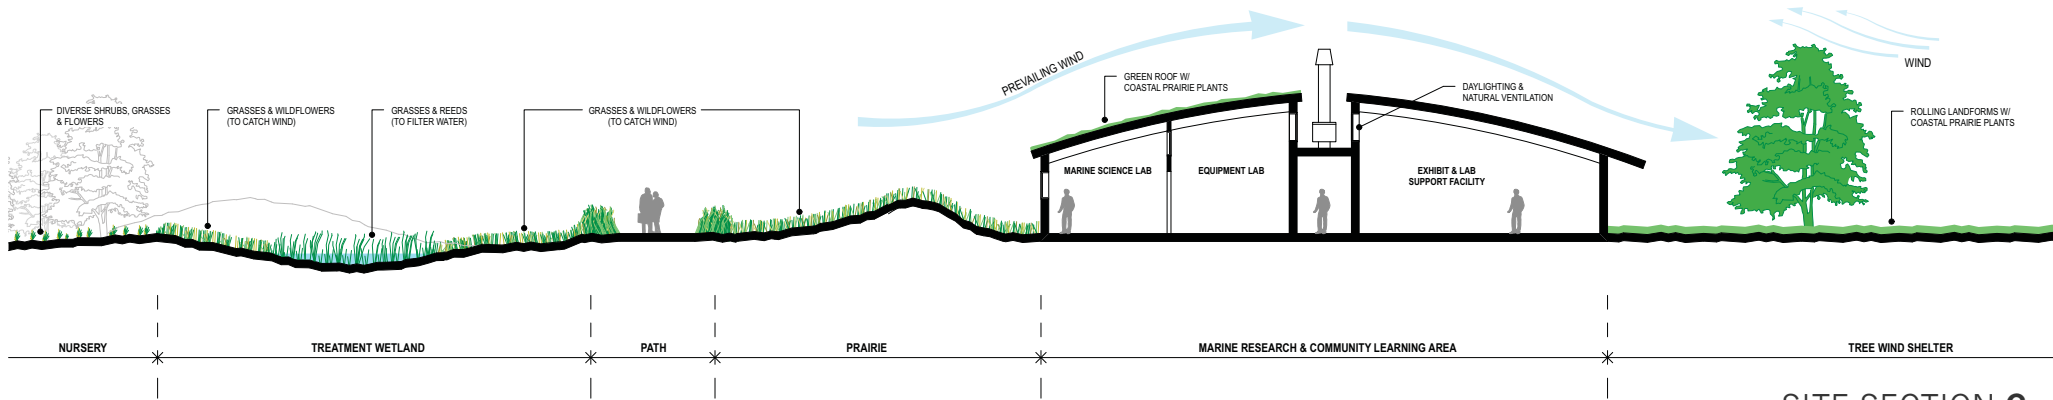 PREVAILING WIND
WIND
DIVERSE SHRUBS, GRASSES
& FLOWERS
GRASSES & WILDFLOWERS
(TO CATCH WIND)
GRASSES & REEDS
(TO FILTER WATER)
GRASSES & WILDFLOWERS
(TO CATCH WIND)
GREEN ROOF W/
COASTAL PRAIRIE PLANTS
DAYLIGHTING &
NATURAL VENTILATION
ROLLING LANDFORMS W/
COASTAL PRAIRIE PLANTS
MARINE SCIENCE LAB
EQUIPMENT LAB
EXHIBIT & LAB
SUPPORT FACILITY
NURSERY
TREATMENT WETLAND
PATH
PRAIRIE
MARINE RESEARCH & COMMUNITY LEARNING AREA
TREE WIND SHELTER
SITE SECTION